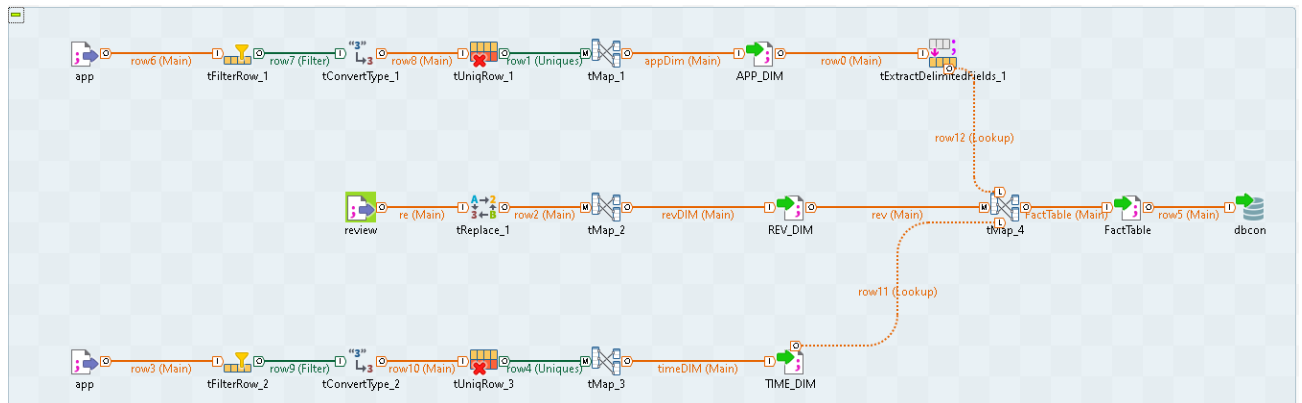 row6 (Main) row7 (Filter) row8 (Main) row1 (Uniques) appDim (Main) row0 (Main)
app tFilterRow_1 tConvertType_1 tUniqRow_1 tMap_1 APP_DIM tExtractDelimitedFields_1
row12 (Lookup)
re (Main) row2 (Main) revDIM (Main) rev (Main) FactTable (Main) row5 (Main)
review tReplace_1 tMap_2 REV_DIM tMap_4 FactTable dbcon
row11 (Lookup)
row3 (Main) row9 (Filter) row10 (Main) row4 (Uniques) timeDIM (Main)
app tFilterRow_2 tConvertType_2 tUniqRow_3 tMap_3 TIME_DIM